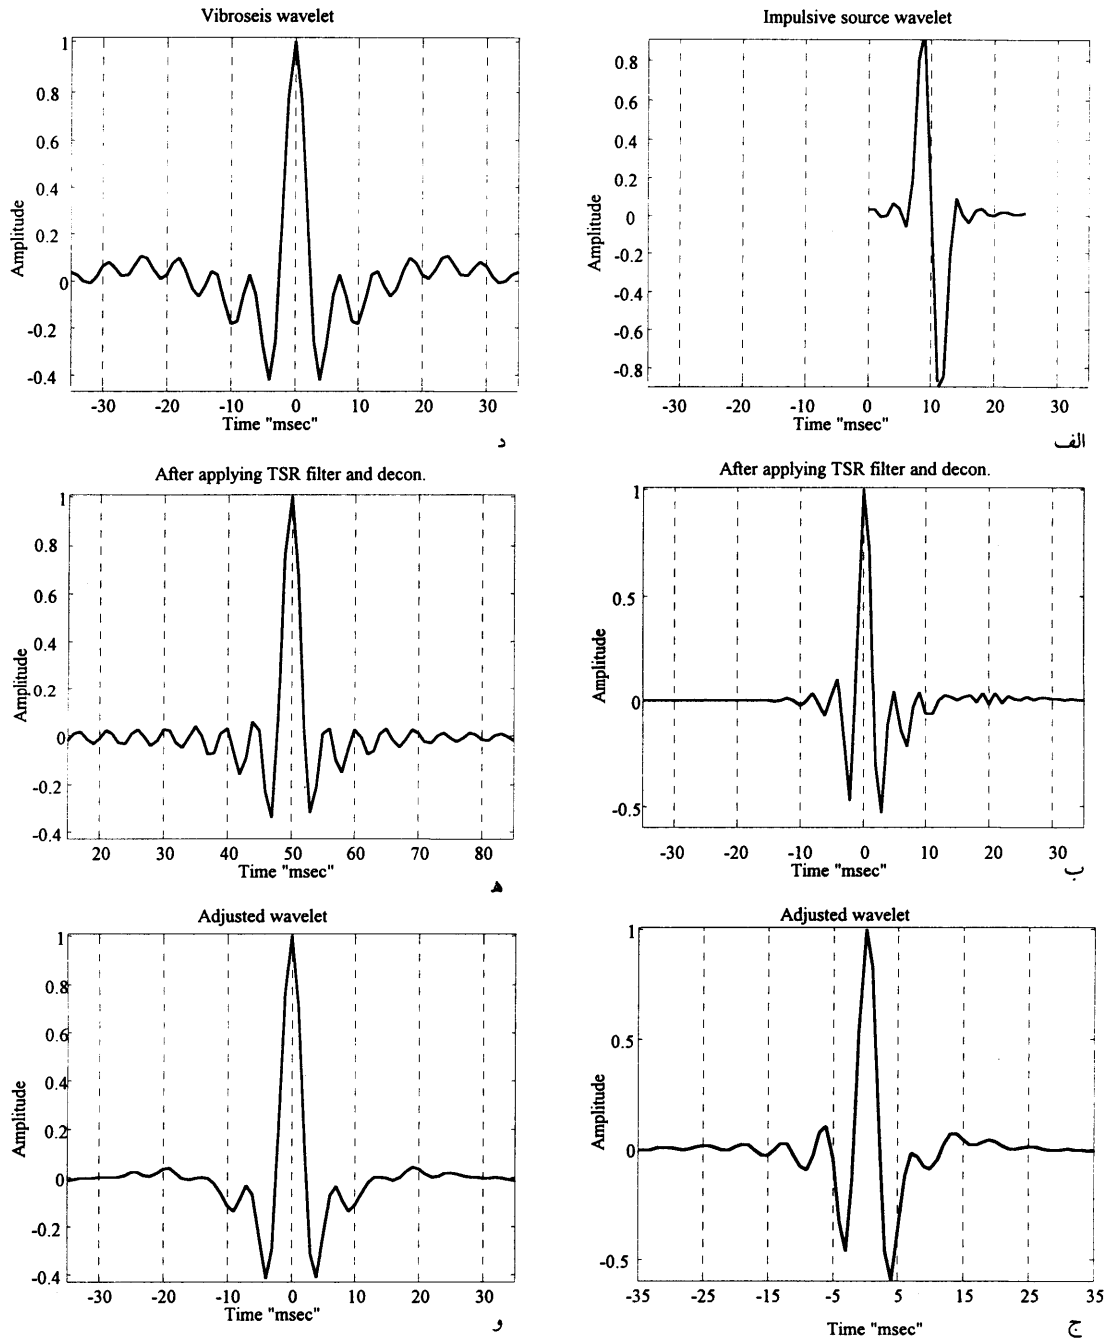 Vibroseis wavelet
1
0.8
0.6
0.4
0.2
0
-0.2
-0.4
Amplitude
-30 -20 -10 0 10 20 30
Time "msec"
د
Impulsive source wavelet
0.8
0.6
0.4
0.2
0
-0.2
-0.4
-0.6
-0.8
Amplitude
0 -30 -20 -10 0 10 20 30
Time "msec"
الف
After applying TSR filter and decon.
1
0.8
0.6
0.4
0.2
0
-0.2
-0.4
Amplitude
20 30 40 50 60 70 80
Time "msec"
ه
After applying TSR filter and decon.
1
0.5
0
-0.5
Amplitude
-30 -20 -10 0 10 20 30
Time "msec"
ب
Adjusted wavelet
1
0.8
0.6
0.4
0.2
0
-0.2
-0.4
Amplitude
-30 -20 -10 0 10 20 30
Time "msec"
و
Adjusted wavelet
1
0.5
0
-0.5
Amplitude
-35 -25 -15 -5 5 15 25 35
Time "msec"
ج